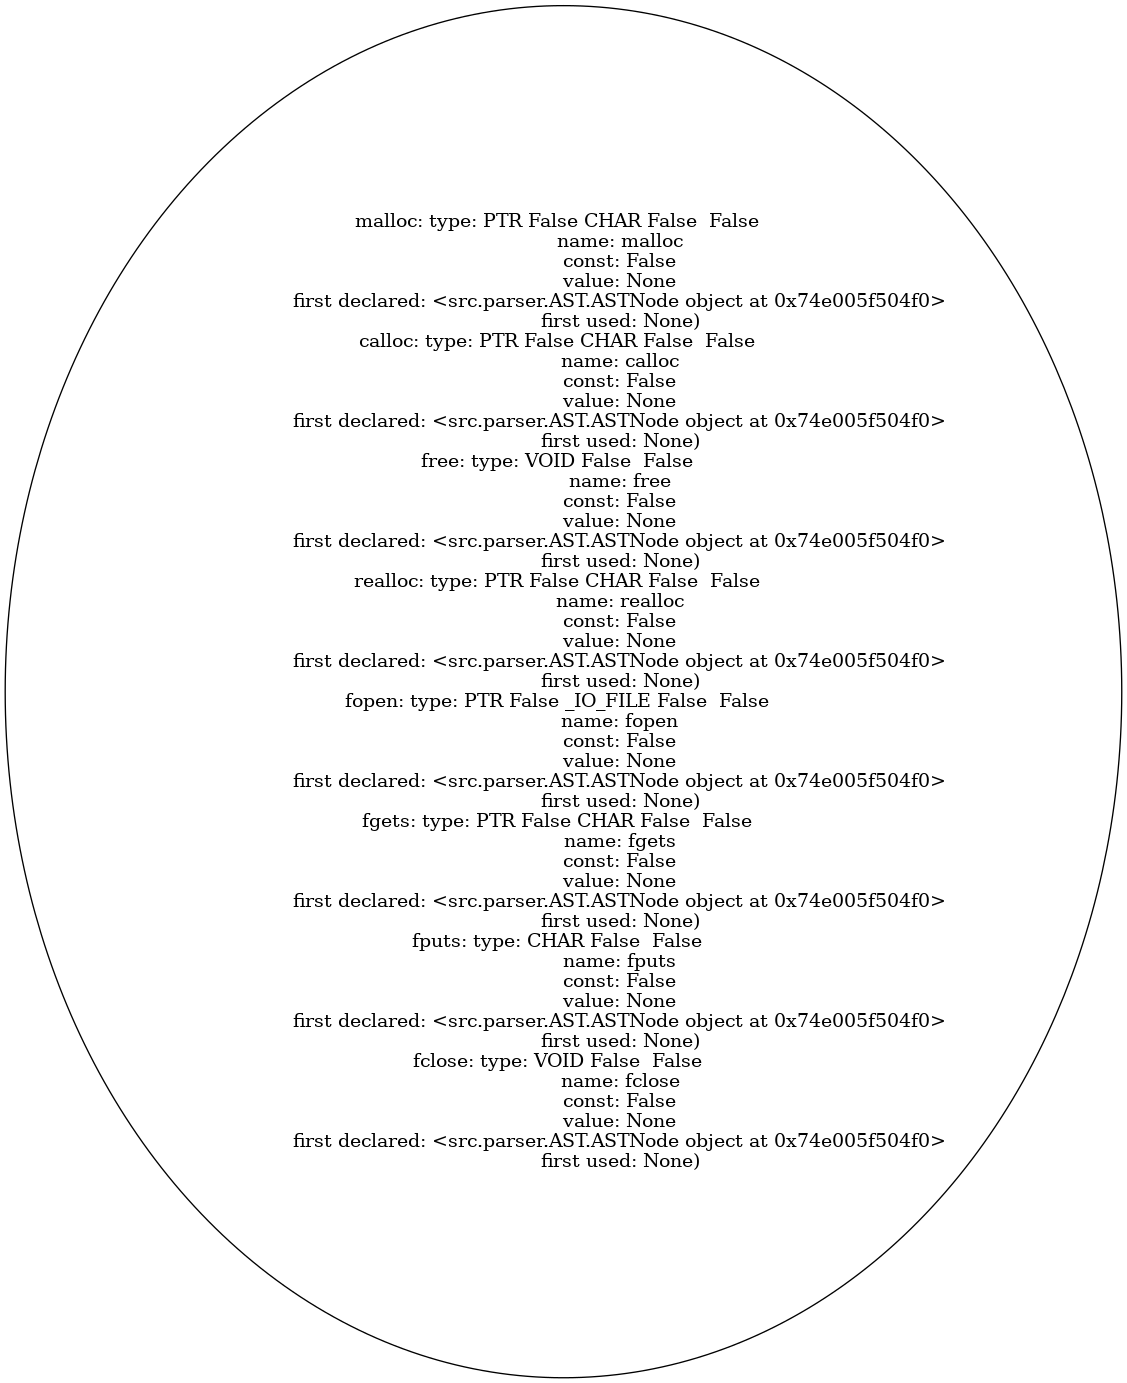 malloc: type: PTR False CHAR False  False
name: malloc
const: False
value: None
first declared: <src.parser.AST.ASTNode object at 0x74e005f504f0>
first used: None)
calloc: type: PTR False CHAR False  False
name: calloc
const: False
value: None
first declared: <src.parser.AST.ASTNode object at 0x74e005f504f0>
first used: None)
free: type: VOID False  False
name: free
const: False
value: None
first declared: <src.parser.AST.ASTNode object at 0x74e005f504f0>
first used: None)
realloc: type: PTR False CHAR False  False
name: realloc
const: False
value: None
first declared: <src.parser.AST.ASTNode object at 0x74e005f504f0>
first used: None)
fopen: type: PTR False _IO_FILE False  False
name: fopen
const: False
value: None
first declared: <src.parser.AST.ASTNode object at 0x74e005f504f0>
first used: None)
fgets: type: PTR False CHAR False  False
name: fgets
const: False
value: None
first declared: <src.parser.AST.ASTNode object at 0x74e005f504f0>
first used: None)
fputs: type: CHAR False  False
name: fputs
const: False
value: None
first declared: <src.parser.AST.ASTNode object at 0x74e005f504f0>
first used: None)
fclose: type: VOID False  False
name: fclose
const: False
value: None
first declared: <src.parser.AST.ASTNode object at 0x74e005f504f0>
first used: None)